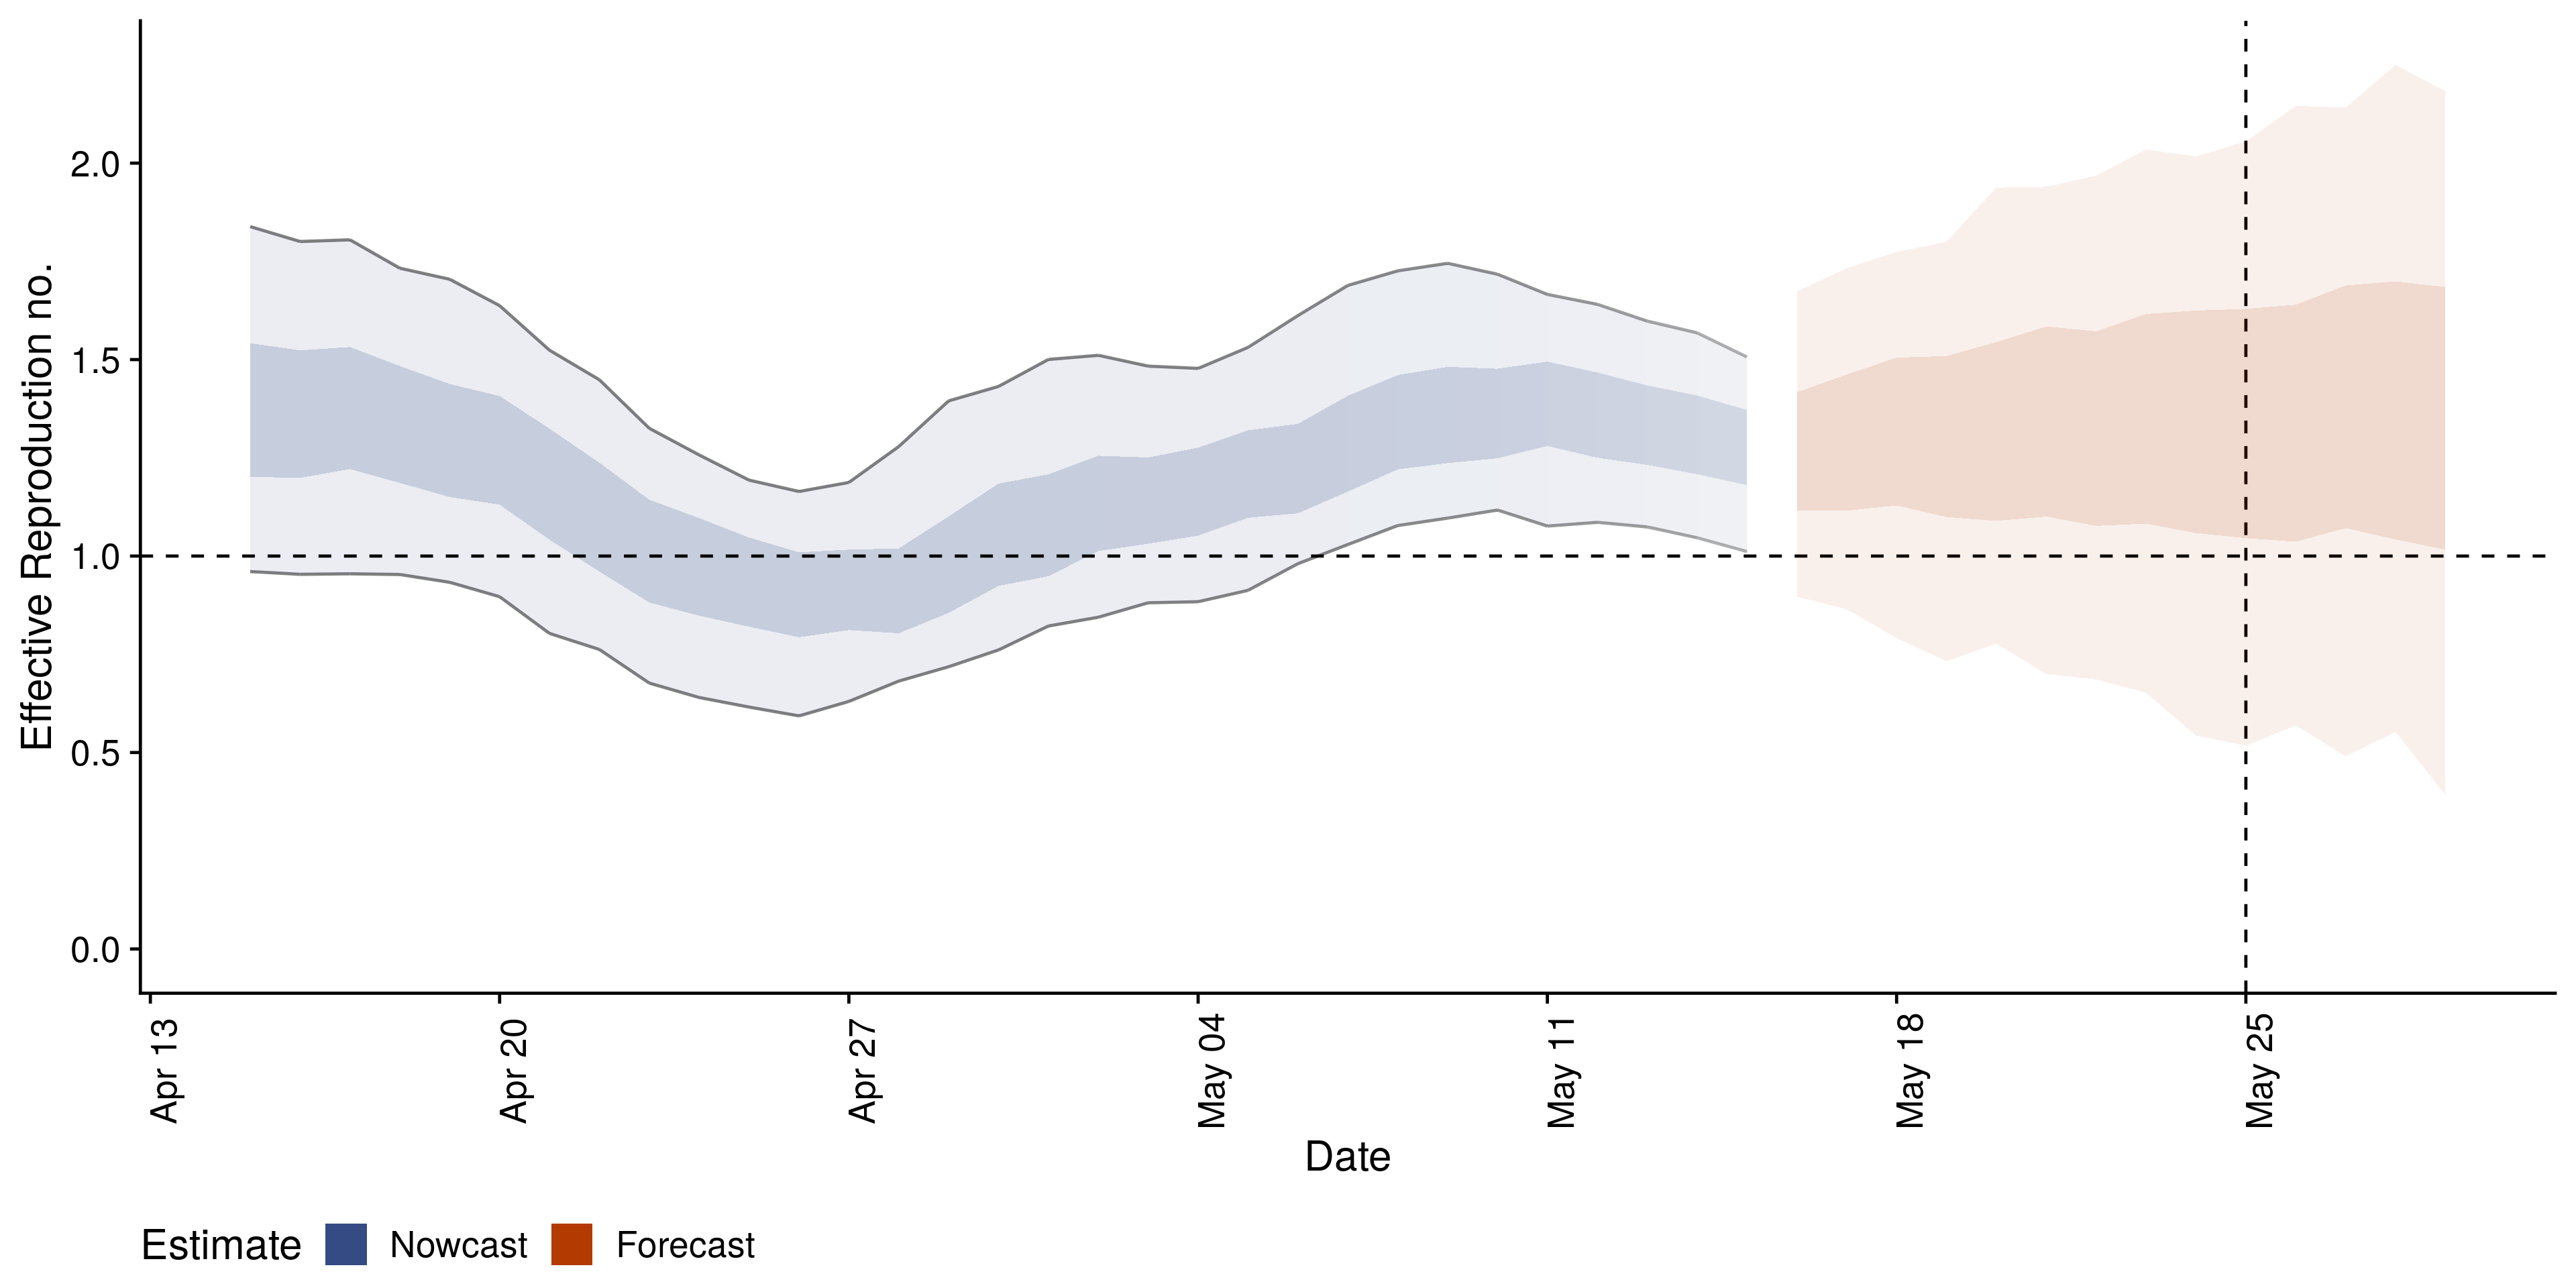 Effective Reproduction no.
2.0
1.5
1.0
0.5
0.0
Apr 13
Apr 20
Apr 27
May 04
May 11
May 18
May 25
Date
Estimate Nowcast Forecast